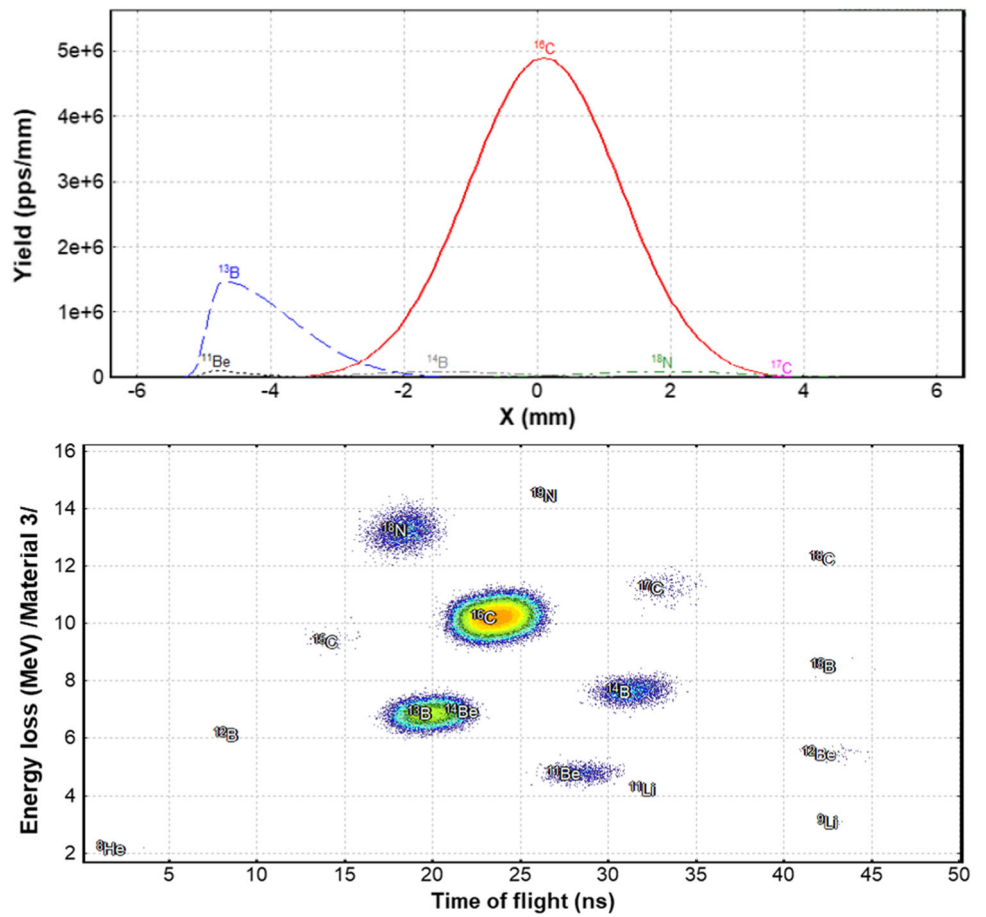 Yield (pps/mm)
5e+6
4e+6
3e+6
2e+6
1e+6
0
¹⁶C
¹³B
¹¹Be
¹⁴B
¹⁸N
¹⁷C
-6 -4 -2 0 2 4 6
X (mm)
Energy loss (MeV) /Material 3/
16
14
12
10
8
6
4
2
¹⁹N
¹⁸N
¹⁸C
¹⁷C
¹⁶C
¹⁵C
¹⁴B
¹³B ¹⁴Be
¹²B
¹²Be
¹¹Be
¹¹Li
⁹Li
⁸He
5 10 15 20 25 30 35 40 45 50
Time of flight (ns)